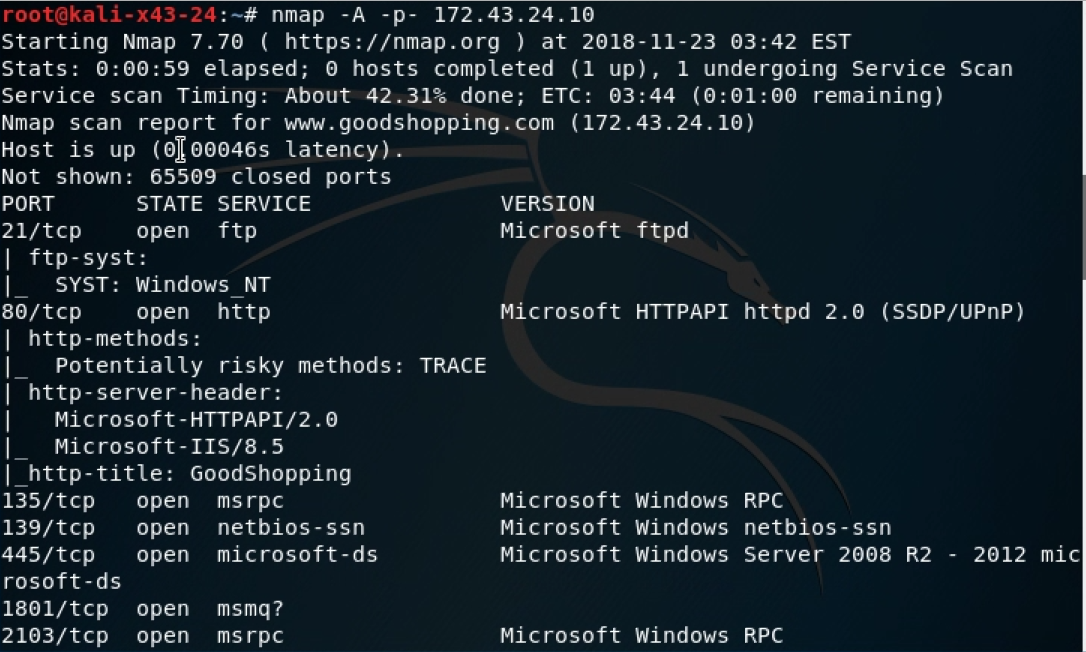 root@kali-x43-24:~# nmap -A -p- 172.43.24.10
Starting Nmap 7.70 ( https://nmap.org ) at 2018-11-23 03:42 EST
Stats: 0:00:59 elapsed; 0 hosts completed (1 up), 1 undergoing Service Scan
Service scan Timing: About 42.31% done; ETC: 03:44 (0:01:00 remaining)
Nmap scan report for www.goodshopping.com (172.43.24.10)
Host is up (0.00046s latency).
Not shown: 65509 closed ports
PORT      STATE SERVICE              VERSION
21/tcp    open  ftp                  Microsoft ftpd
| ftp-syst:
|_  SYST: Windows_NT
80/tcp    open  http                 Microsoft HTTPAPI httpd 2.0 (SSDP/UPnP)
| http-methods:
|_  Potentially risky methods: TRACE
| http-server-header:
|   Microsoft-HTTPAPI/2.0
|_  Microsoft-IIS/8.5
|_http-title: GoodShopping
135/tcp   open  msrpc                Microsoft Windows RPC
139/tcp   open  netbios-ssn          Microsoft Windows netbios-ssn
445/tcp   open  microsoft-ds         Microsoft Windows Server 2008 R2 - 2012 mic
rosoft-ds
1801/tcp  open  msmq?
2103/tcp  open  msrpc                Microsoft Windows RPC